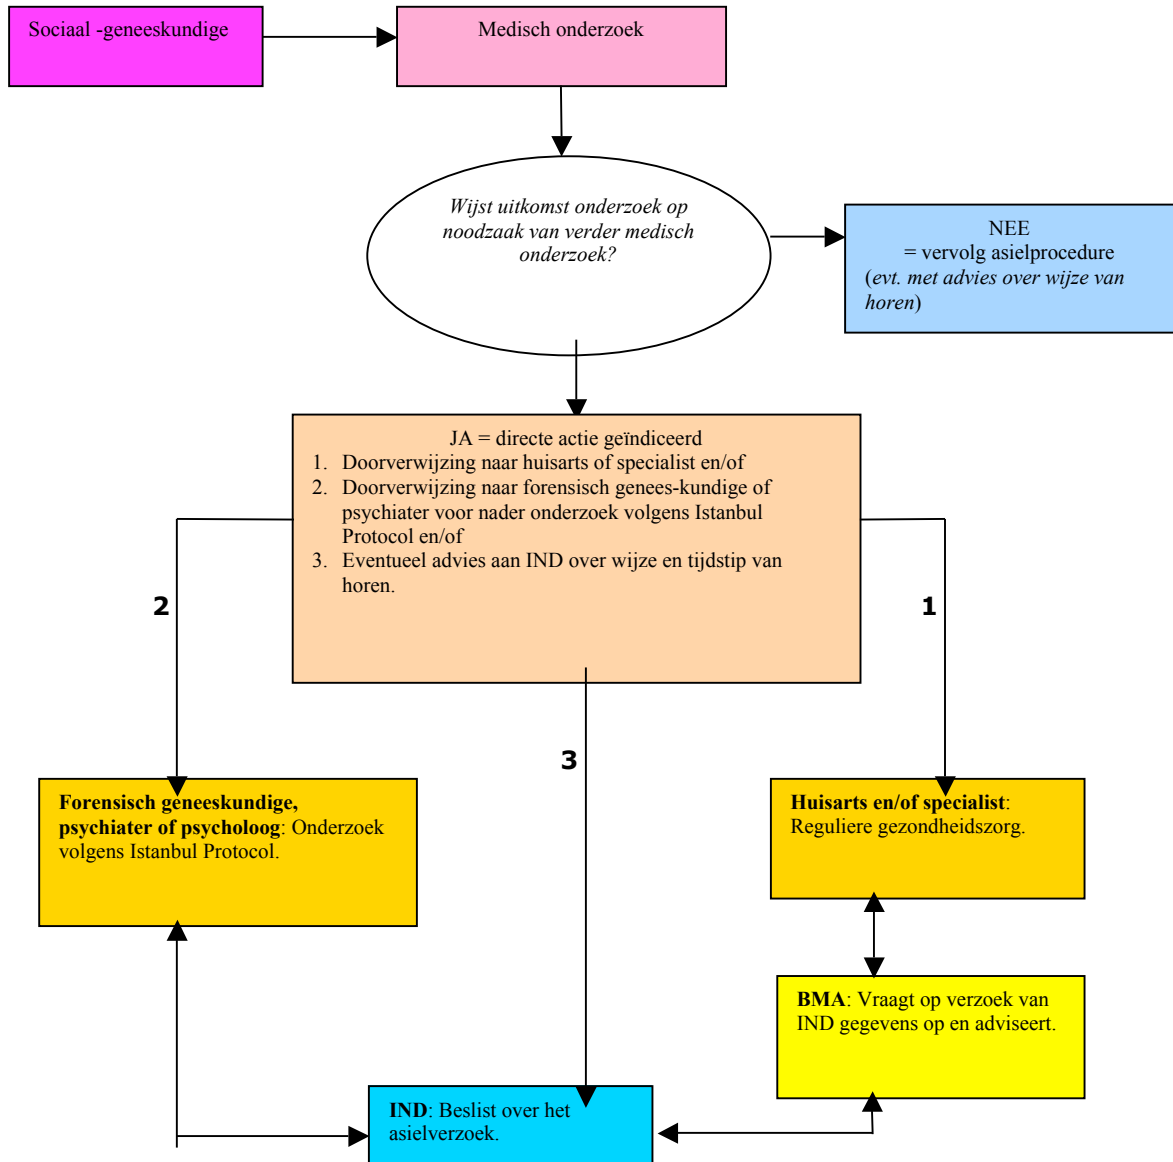 Sociaal -geneeskundige
Medisch onderzoek
Wijst uitkomst onderzoek op
noodzaak van verder medisch
onderzoek?
NEE
= vervolg asielprocedure
(evt. met advies over wijze van
horen)
JA = directe actie geïndiceerd
1. Doorverwijzing naar huisarts of specialist en/of
2. Doorverwijzing naar forensisch genees-kundige of
psychiater voor nader onderzoek volgens Istanbul
Protocol en/of
3. Eventueel advies aan IND over wijze en tijdstip van
horen.
2
1
3
Forensisch geneeskundige,
psychiater of psycholoog: Onderzoek
volgens Istanbul Protocol.
Huisarts en/of specialist:
Reguliere gezondheidszorg.
BMA: Vraagt op verzoek van
IND gegevens op en adviseert.
IND: Beslist over het
asielverzoek.